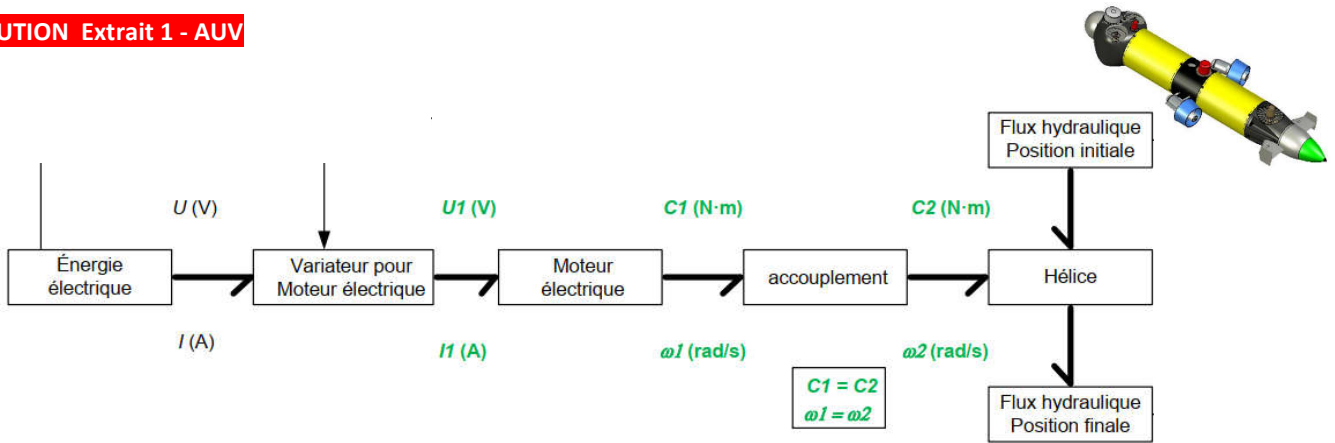 UTION Extrait 1 - AUV
Flux hydraulique
Position initiale
U (V)
U1 (V)
C1 (N·m)
C2 (N·m)
Énergie
électrique
Variateur pour
Moteur électrique
Moteur
électrique
accouplement
Hélice
I (A)
I1 (A)
ω1 (rad/s)
ω2 (rad/s)
C1 = C2
ω1 = ω2
Flux hydraulique
Position finale